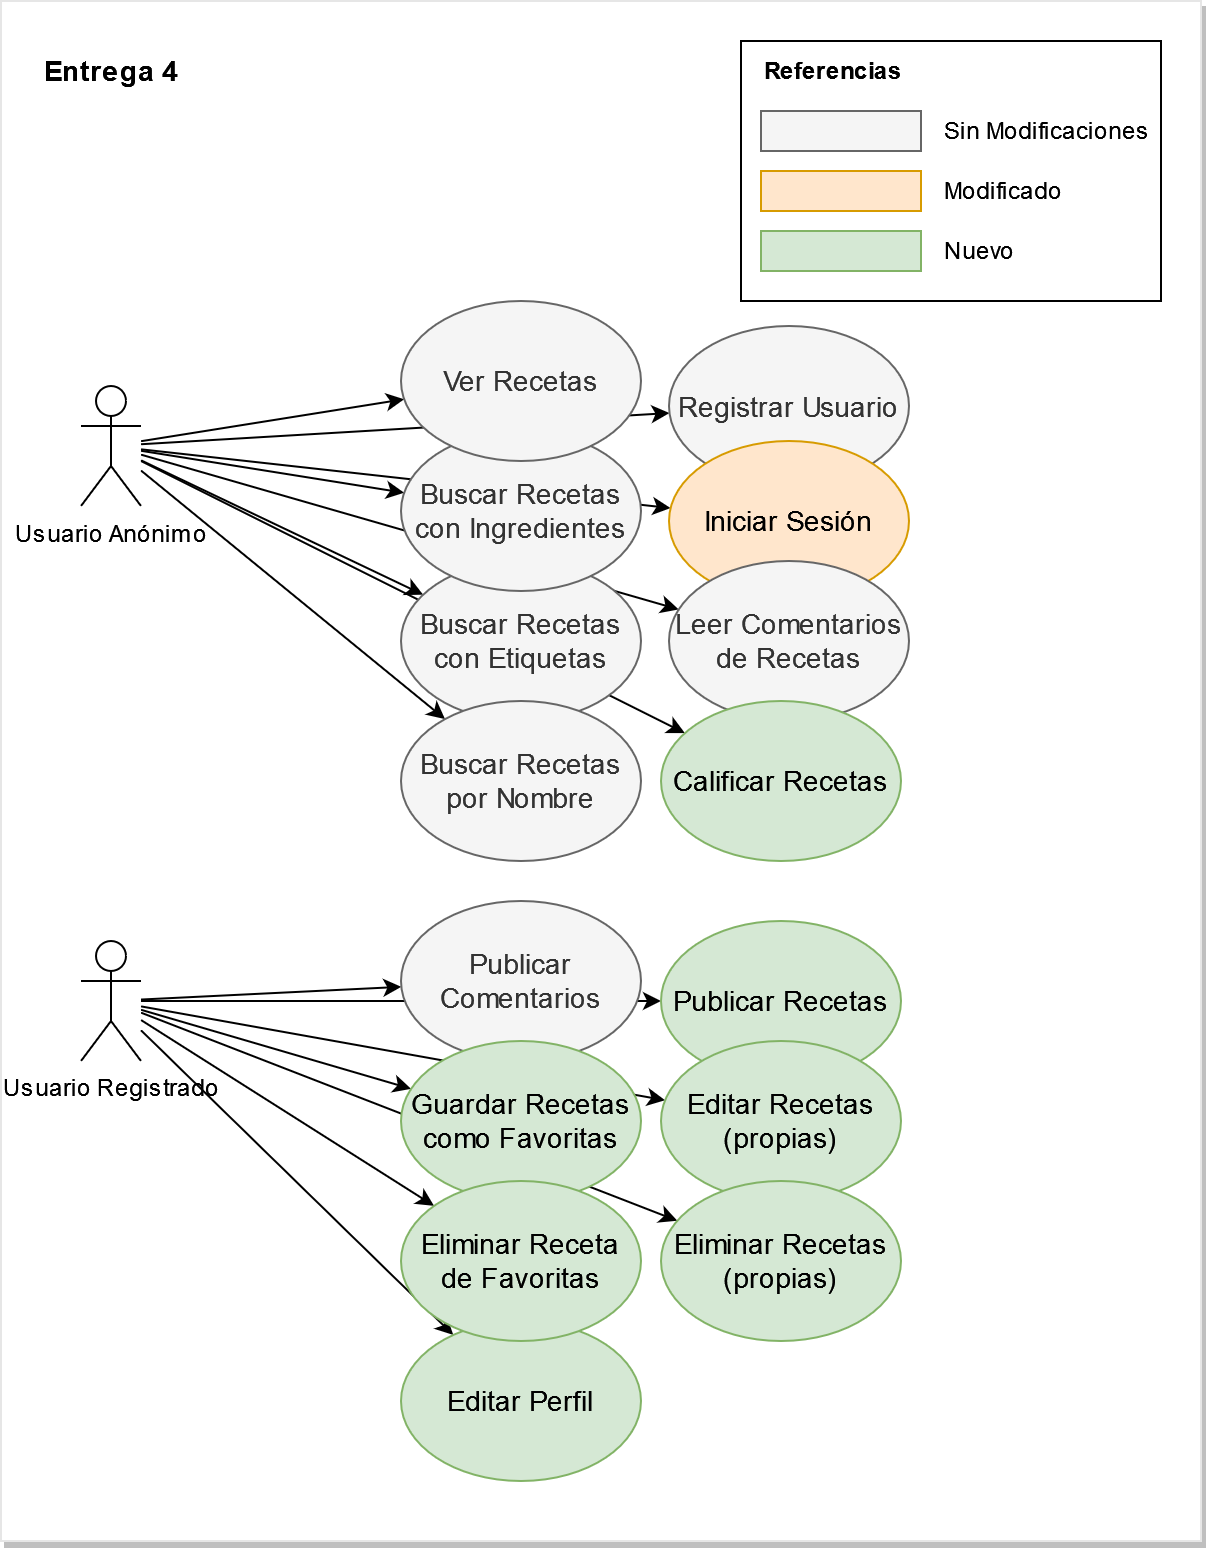 Entrega 4
Referencias
Sin Modificaciones
Modificado
Nuevo
Ver Recetas
Registrar Usuario
Buscar Recetas
con Ingredientes
Iniciar Sesión
Usuario Anónimo
Buscar Recetas
con Etiquetas
Leer Comentarios
de Recetas
Buscar Recetas
por Nombre
Calificar Recetas
Publicar
Comentarios
Publicar Recetas
Usuario Registrado
Guardar Recetas
como Favoritas
Editar Recetas
(propias)
Eliminar Receta
de Favoritas
Eliminar Recetas
(propias)
Editar Perfil